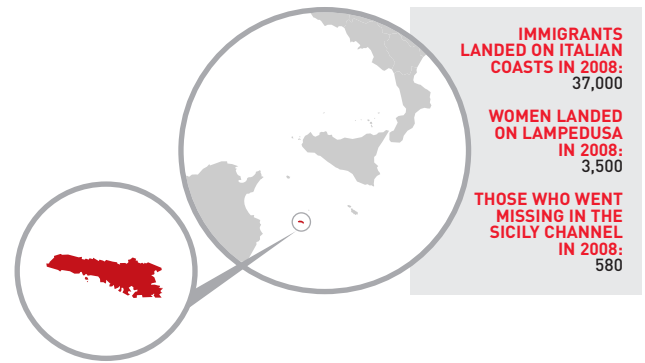 IMMIGRANTS
LANDED ON ITALIAN
COASTS IN 2008:
37,000
WOMEN LANDED
ON LAMPEDUSA
IN 2008:
3,500
THOSE WHO WENT
MISSING IN THE
SICILY CHANNEL
IN 2008:
580